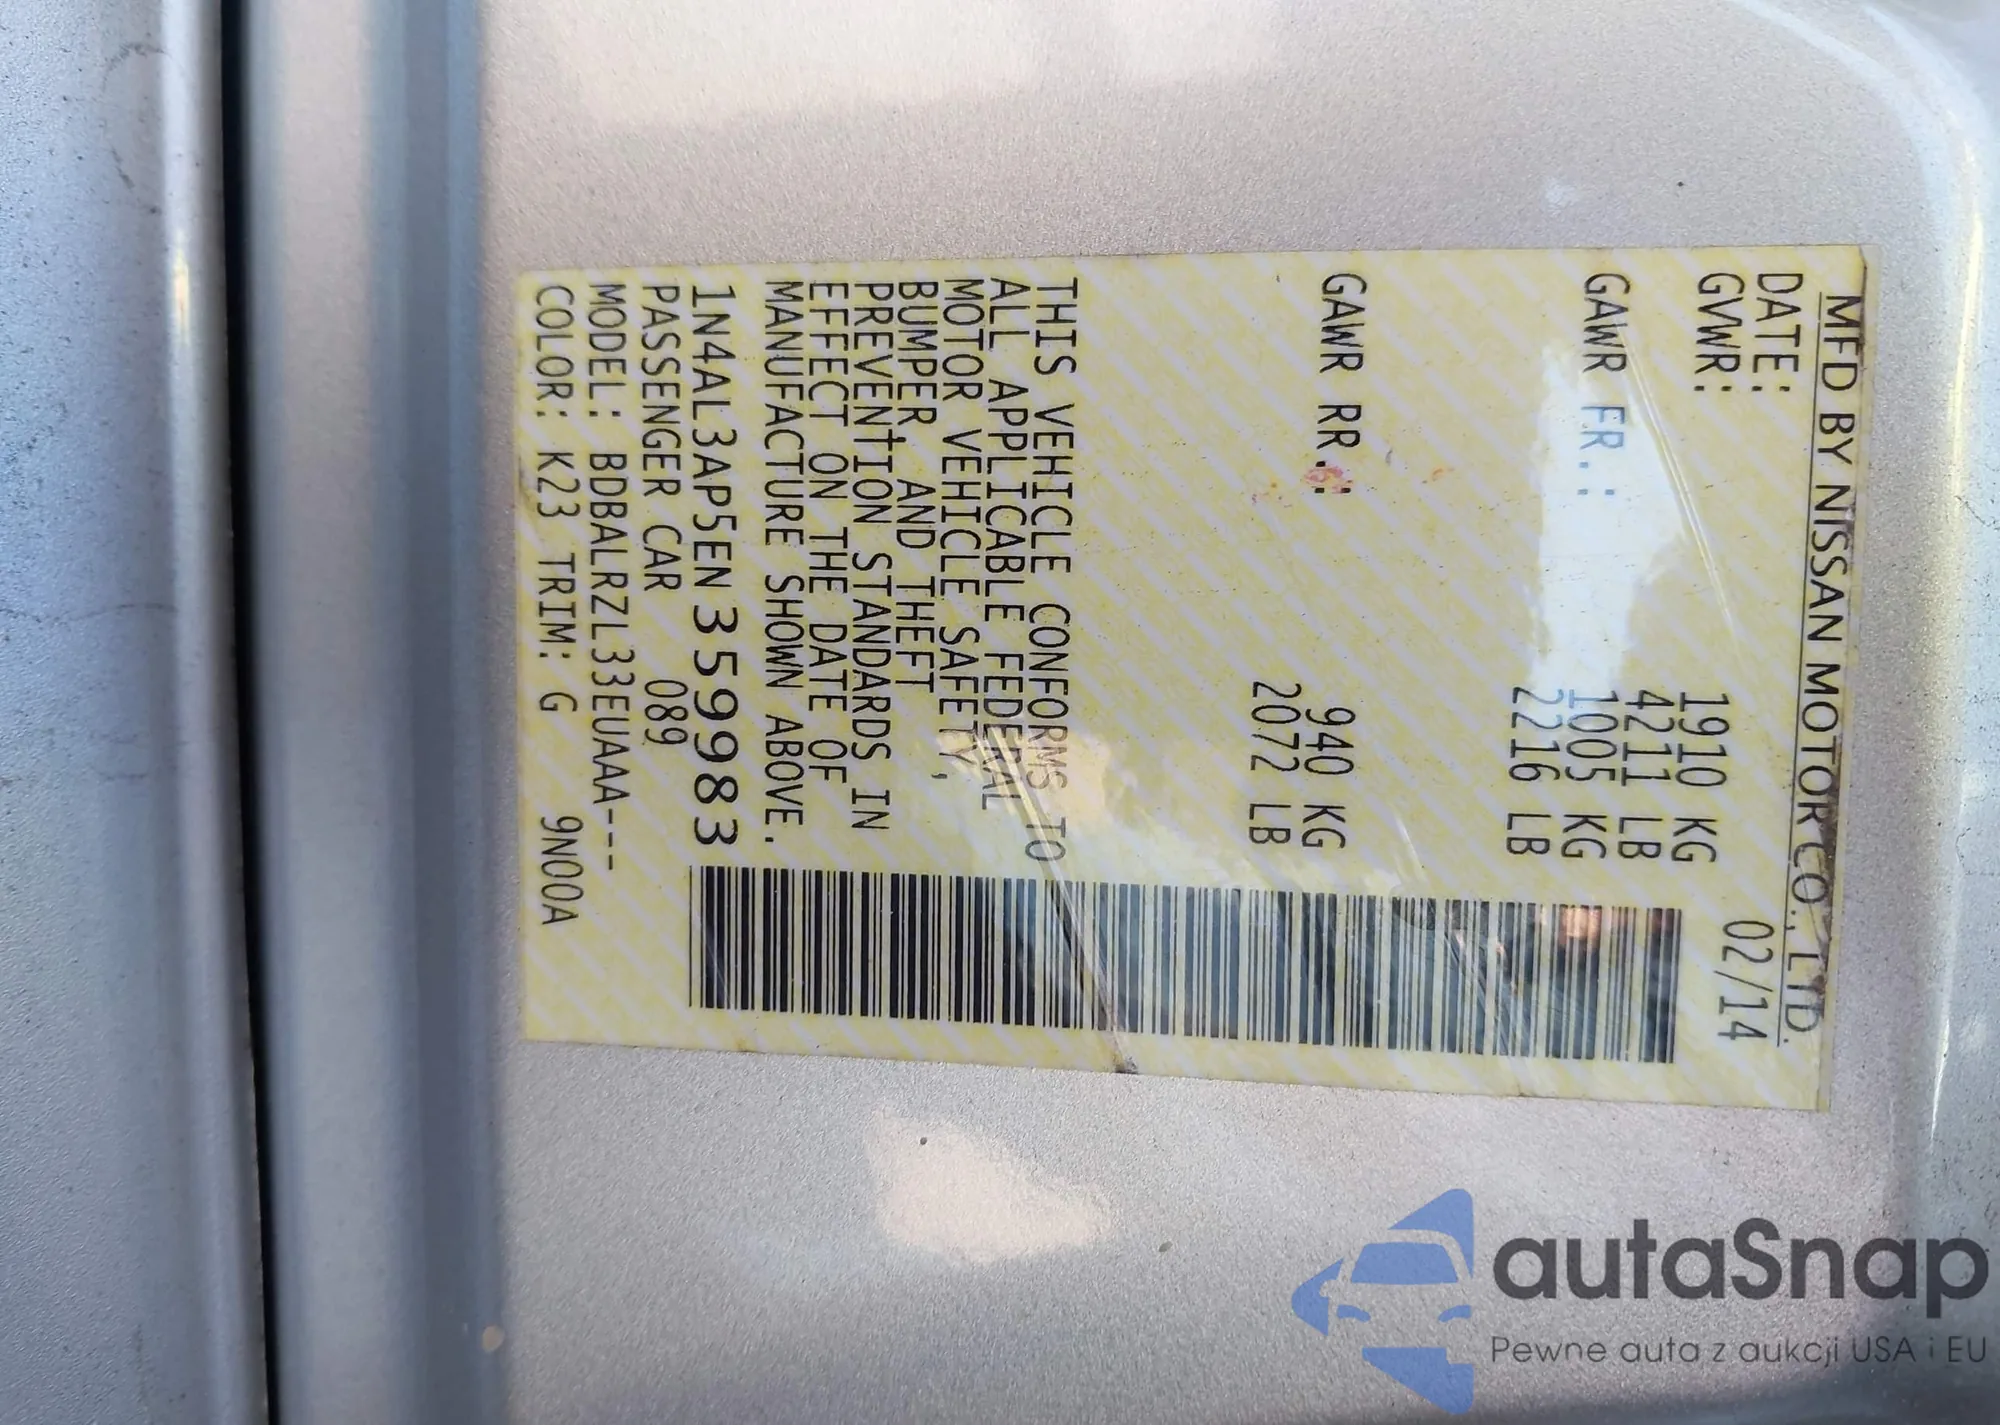 MFD BY NISSAN MOTOR CO., LTD.
DATE: 02/14
GVWR: 1910 KG
4211 LB
GAWR FR.: 1005 KG
2216 LB
GAWR RR.: 940 KG
2072 LB
THIS VEHICLE CONFORMS TO
ALL APPLICABLE FEDERAL
MOTOR VEHICLE SAFETY,
BUMPER, AND THEFT
PREVENTION STANDARDS IN
EFFECT ON THE DATE OF
MANUFACTURE SHOWN ABOVE.
1N4AL3AP5EN359983
PASSENGER CAR 089
MODEL: BDBALRZL33EUAAA---
COLOR: K23 TRIM: G 9N00A
autaSnap
Pewne auta z aukcji USA i EU